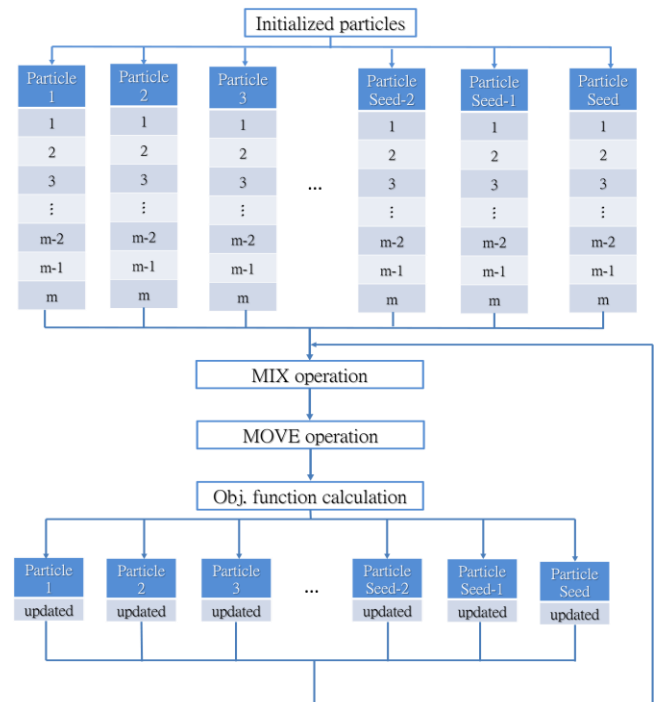 Initialized particles
Particle 1 Particle 2 Particle 3 Particle Seed-2 Particle Seed-1 Particle Seed
1 1 1 1 1 1
2 2 2 2 2 2
3 3 3 ... 3 3 3
⋮ ⋮ ⋮ ⋮ ⋮ ⋮
m-2 m-2 m-2 m-2 m-2 m-2
m-1 m-1 m-1 m-1 m-1 m-1
m m m m m m
MIX operation
MOVE operation
Obj. function calculation
Particle 1 Particle 2 Particle 3 ... Particle Seed-2 Particle Seed-1 Particle Seed
updated updated updated updated updated updated